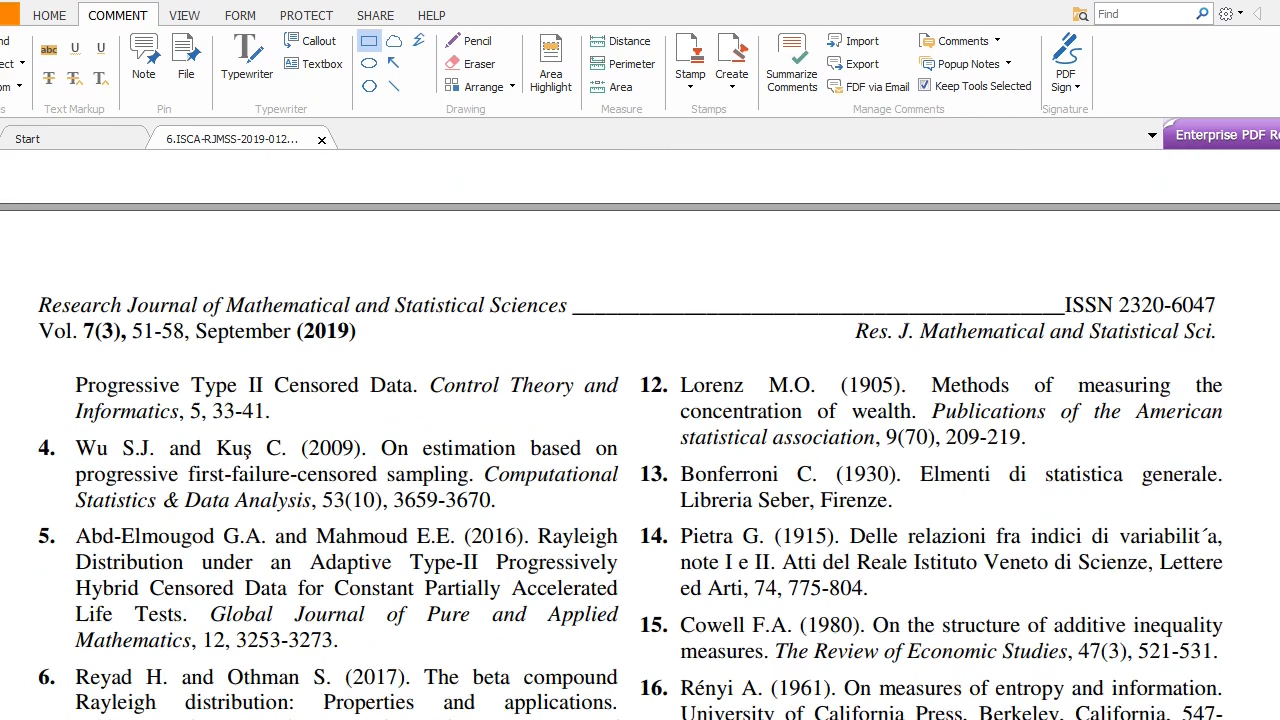 HOME COMMENT VIEW FORM PROTECT SHARE HELP Find
abc U U
T T T
Text Markup
Note File
Pin
Typewriter Callout Textbox
Typewriter
Pencil
Eraser
Arrange
Drawing
Area Highlight
Distance
Perimeter
Area
Measure
Stamp Create
Stamps
Summarize Comments
Import
Export
FDF via Email
Comments
Popup Notes
Keep Tools Selected
Manage Comments
PDF Sign
Signature
Start 6.ISCA-RJMSS-2019-012... Enterprise PDF
Research Journal of Mathematical and Statistical Sciences ISSN 2320-6047
Vol. 7(3), 51-58, September (2019) Res. J. Mathematical and Statistical Sci.
Progressive Type II Censored Data. Control Theory and
Informatics, 5, 33-41.
4. Wu S.J. and Kuş C. (2009). On estimation based on
progressive first-failure-censored sampling. Computational
Statistics & Data Analysis, 53(10), 3659-3670.
5. Abd-Elmougod G.A. and Mahmoud E.E. (2016). Rayleigh
Distribution under an Adaptive Type-II Progressively
Hybrid Censored Data for Constant Partially Accelerated
Life Tests. Global Journal of Pure and Applied
Mathematics, 12, 3253-3273.
6. Reyad H. and Othman S. (2017). The beta compound
Rayleigh distribution: Properties and applications.
12. Lorenz M.O. (1905). Methods of measuring the
concentration of wealth. Publications of the American
statistical association, 9(70), 209-219.
13. Bonferroni C. (1930). Elmenti di statistica generale.
Libreria Seber, Firenze.
14. Pietra G. (1915). Delle relazioni fra indici di variabilit´a,
note I e II. Atti del Reale Istituto Veneto di Scienze, Lettere
ed Arti, 74, 775-804.
15. Cowell F.A. (1980). On the structure of additive inequality
measures. The Review of Economic Studies, 47(3), 521-531.
16. Rényi A. (1961). On measures of entropy and information.
University of California Press, Berkeley, California, 547-